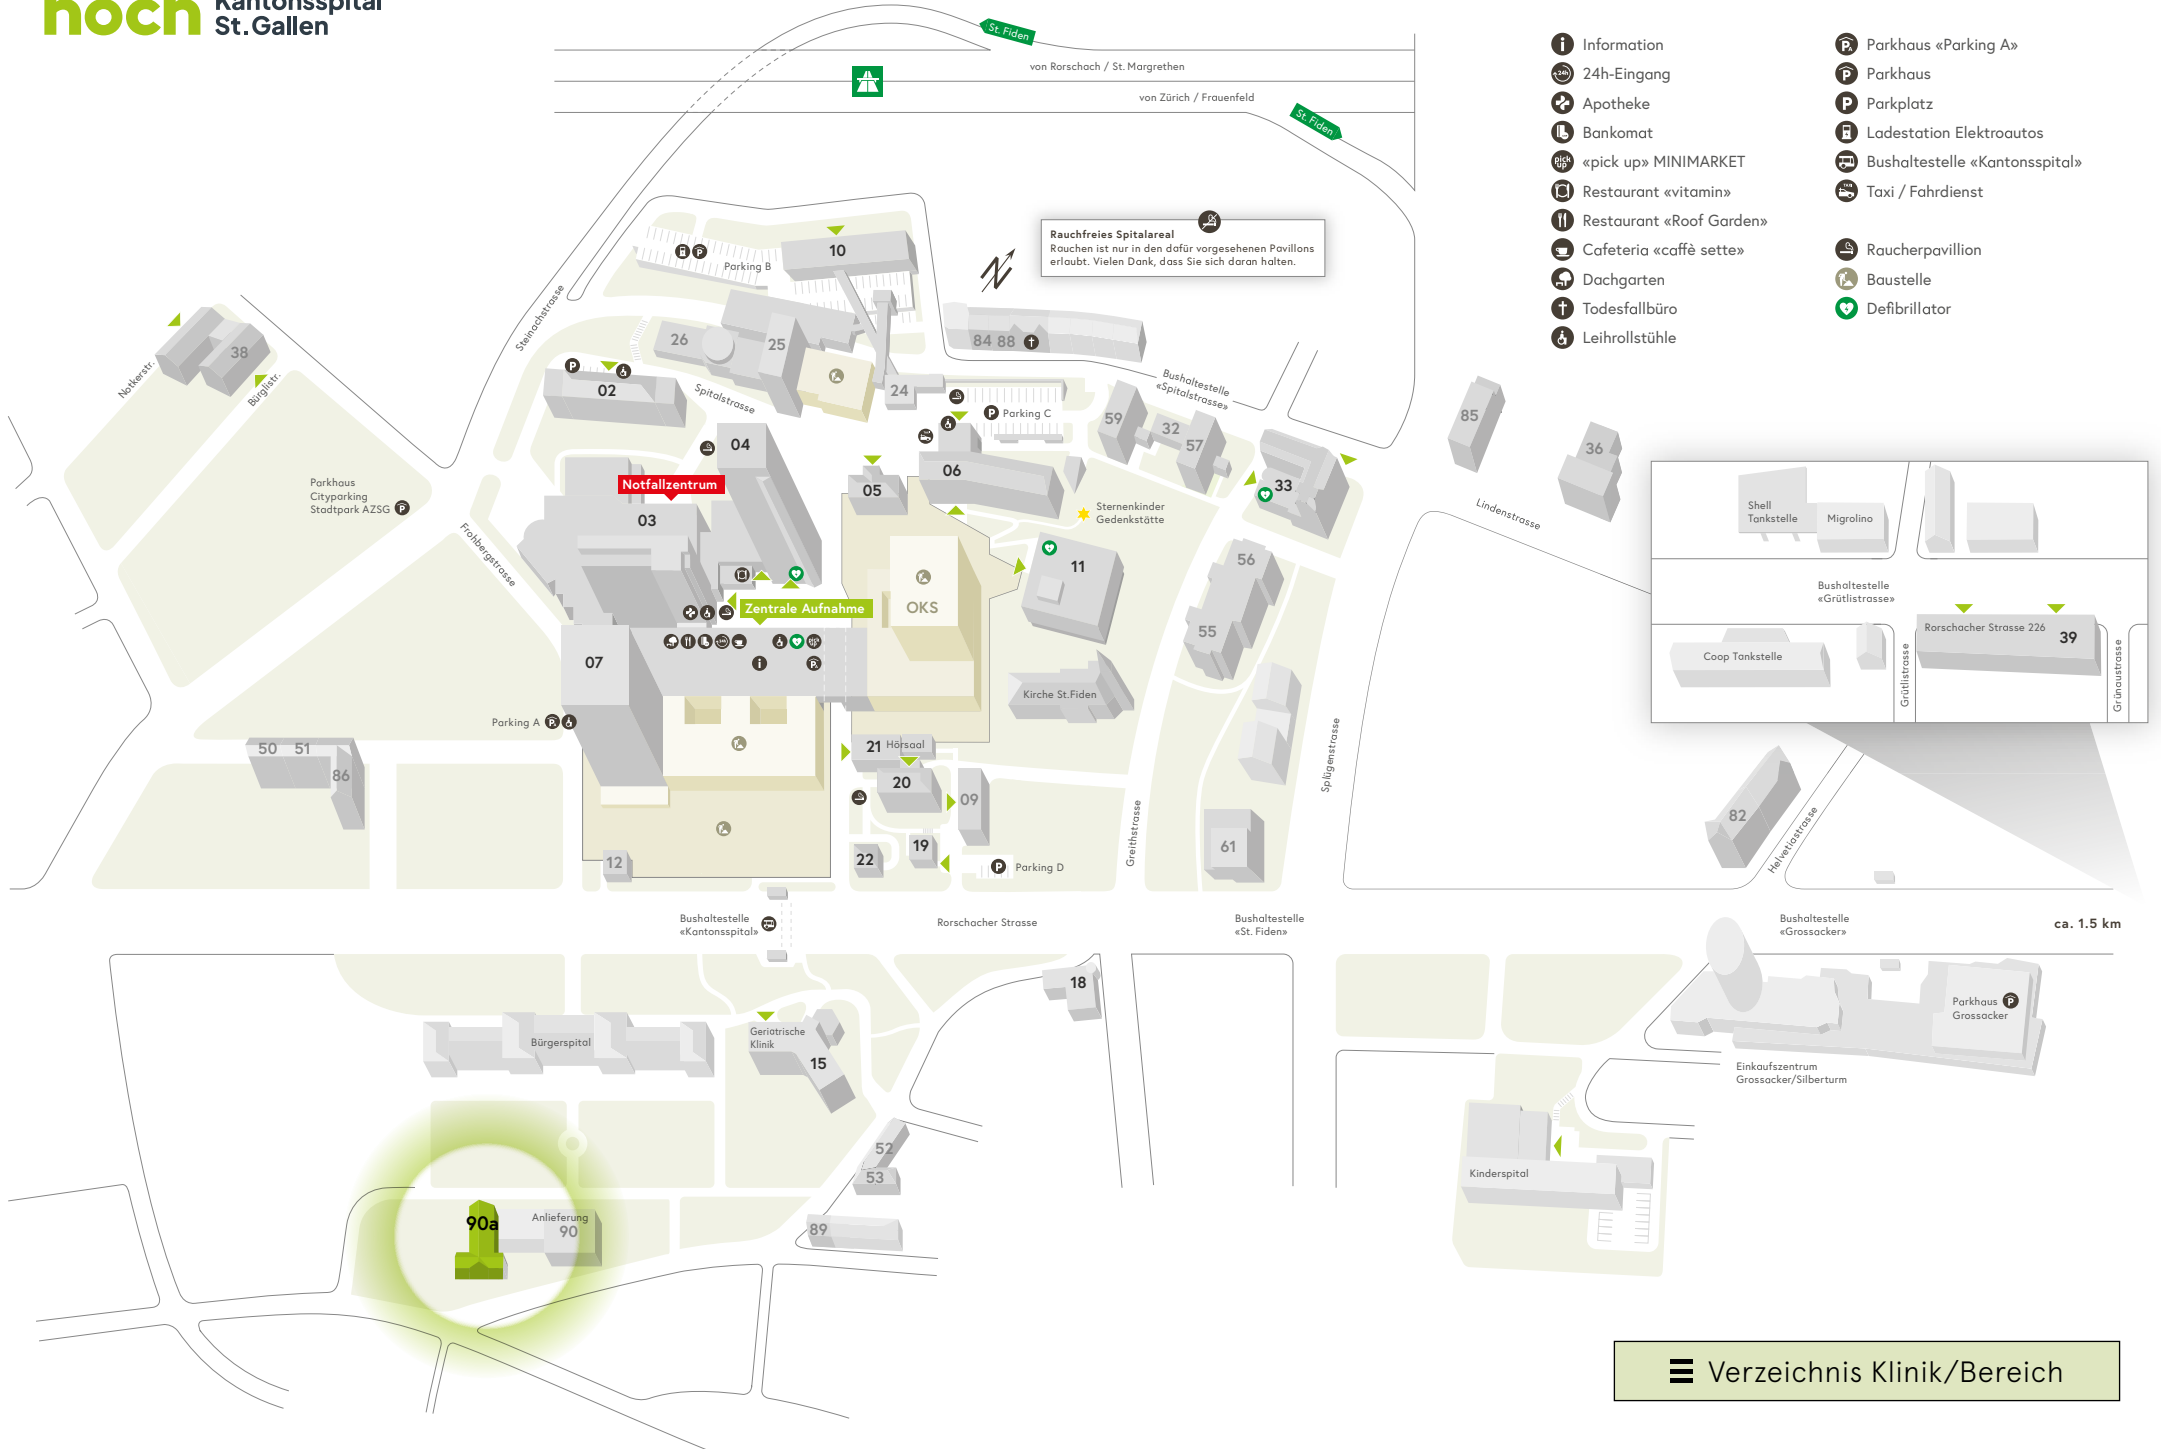 noch Kantonsspital
St.Gallen
St. Fiden
von Rorschach / St. Margrethen
von Zürich / Frauenfeld
St. Fiden
Information
24h-Eingang
Apotheke
Bankomat
«pick up» MINIMARKET
Restaurant «vitamin»
Restaurant «Roof Garden»
Cafeteria «caffè sette»
Dachgarten
Todesfallbüro
Leihrollstühle
Parkhaus «Parking A»
Parkhaus
Parkplatz
Ladestation Elektroautos
Bushaltestelle «Kantonsspital»
Taxi / Fahrdienst
Raucherpavillion
Baustelle
Defibrillator
Rauchfreies Spitalareal
Rauchen ist nur in den dafür vorgesehenen Pavillons
erlaubt. Vielen Dank, dass Sie sich daran halten.
N
10
Parking B
Steinachstrasse
26
25
84 88
38
Notkerstr.
Bürglistr.
02
Spitalstrasse
24
Bushaltestelle
«Spitalstrasse»
Parking C
59
32
57
85
36
04
06
05
33
Notfallzentrum
03
Parkhaus
Cityparking
Stadtpark AZSG
Frohbergstrasse
Sternenkinder
Gedenkstätte
Lindenstrasse
11
56
55
OKS
Zentrale Aufnahme
07
Kirche St.Fiden
Shell
Tankstelle
Migrolino
Bushaltestelle
«Grütlistrasse»
Rorschacher Strasse 226
39
Coop Tankstelle
Grütlistrasse
Grünaustrasse
Parking A
50 51
86
21 Hörsaal
20
09
Splügenstrasse
Greithstrasse
82
Helvetiastrasse
12
22
19
Parking D
61
Bushaltestelle
«Kantonsspital»
Rorschacher Strasse
Bushaltestelle
«St. Fiden»
Bushaltestelle
«Grossacker»
ca. 1.5 km
18
Parkhaus
Grossacker
Einkaufszentrum
Grossacker/Silberturm
Bürgerspital
Geriatrische
Klinik
15
52
53
89
Kinderspital
90a
Anlieferung
90
Verzeichnis Klinik/Bereich